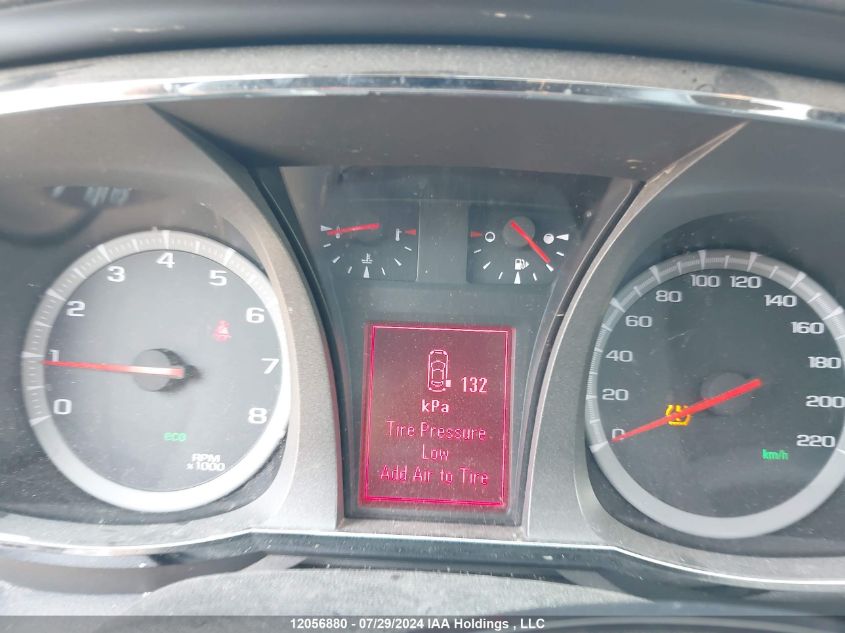 0
1
2
3
4
5
6
7
8
eco
RPM
x1000
132
kPa
Tire Pressure
Low
Add Air to Tire
0
20
40
60
80
100
120
140
160
180
200
220
km/h
12056880 - 07/29/2024 IAA Holdings , LLC